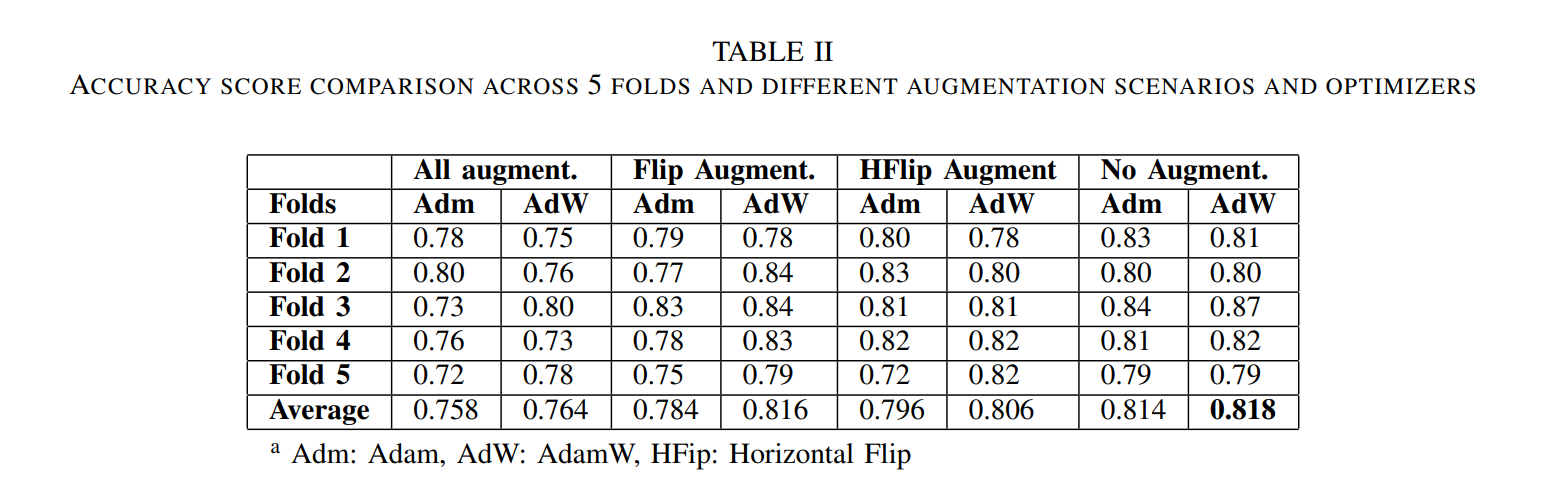 TABLE II
ACCURACY SCORE COMPARISON ACROSS 5 FOLDS AND DIFFERENT AUGMENTATION SCENARIOS AND OPTIMIZERS
All augment. Flip Augment. HFlip Augment No Augment.
Folds Adm AdW Adm AdW Adm AdW Adm AdW
Fold 1 0.78 0.75 0.79 0.78 0.80 0.78 0.83 0.81
Fold 2 0.80 0.76 0.77 0.84 0.83 0.80 0.80 0.80
Fold 3 0.73 0.80 0.83 0.84 0.81 0.81 0.84 0.87
Fold 4 0.76 0.73 0.78 0.83 0.82 0.82 0.81 0.82
Fold 5 0.72 0.78 0.75 0.79 0.72 0.82 0.79 0.79
Average 0.758 0.764 0.784 0.816 0.796 0.806 0.814 0.818
a Adm: Adam, AdW: AdamW, HFip: Horizontal Flip